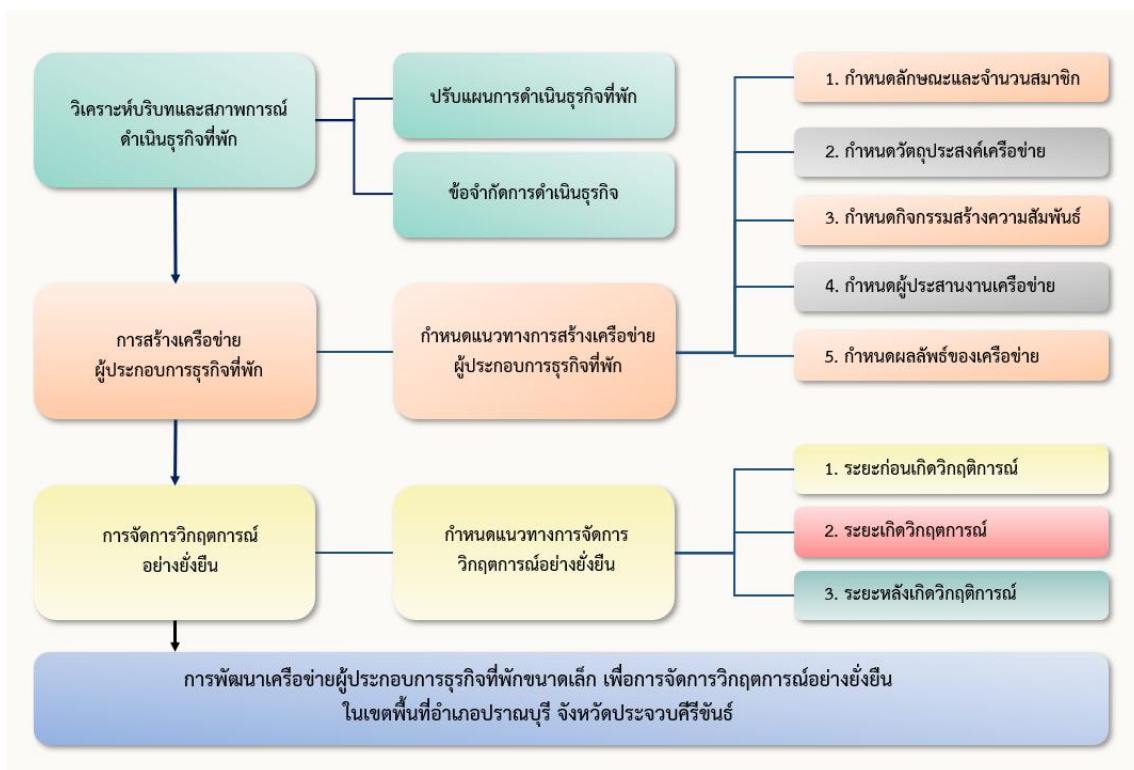 วิเคราะห์บริบทและสภาพการณ์
ดำเนินธุรกิจที่พัก
ปรับแผนการดำเนินธุรกิจที่พัก
ข้อจำกัดการดำเนินธุรกิจ
การสร้างเครือข่าย
ผู้ประกอบการธุรกิจที่พัก
กำหนดแนวทางการสร้างเครือข่าย
ผู้ประกอบการธุรกิจที่พัก
1. กำหนดลักษณะและจำนวนสมาชิก
2. กำหนดวัตถุประสงค์เครือข่าย
3. กำหนดกิจกรรมสร้างความสัมพันธ์
4. กำหนดผู้ประสานงานเครือข่าย
5. กำหนดผลลัพธ์ของเครือข่าย
การจัดการวิกฤตการณ์
อย่างยั่งยืน
กำหนดแนวทางการจัดการ
วิกฤตการณ์อย่างยั่งยืน
1. ระยะก่อนเกิดวิกฤติการณ์
2. ระยะเกิดวิกฤตการณ์
3. ระยะหลังเกิดวิกฤติการณ์
การพัฒนาเครือข่ายผู้ประกอบการธุรกิจที่พักขนาดเล็ก เพื่อการจัดการวิกฤตการณ์อย่างยั่งยืน
ในเขตพื้นที่อำเภอปราณบุรี จังหวัดประจวบคีรีขันธ์